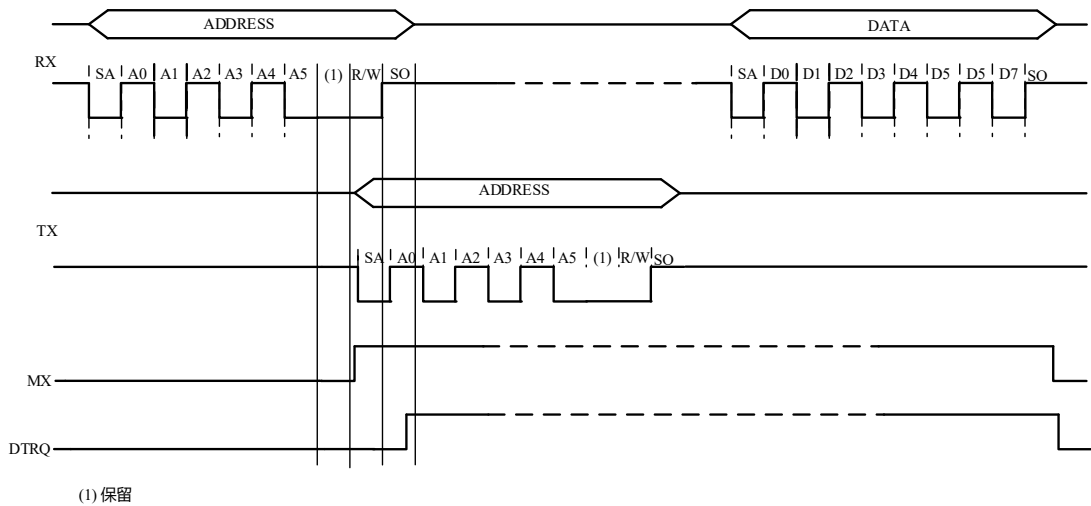 ADDRESS DATA
RX
SA A0 A1 A2 A3 A4 A5 (1) R/W SO SA D0 D1 D2 D3 D4 D5 D5 D7 SO
ADDRESS
TX
SA A0 A1 A2 A3 A4 A5 (1) R/W SO
MX
DTRQ
(1) 保留